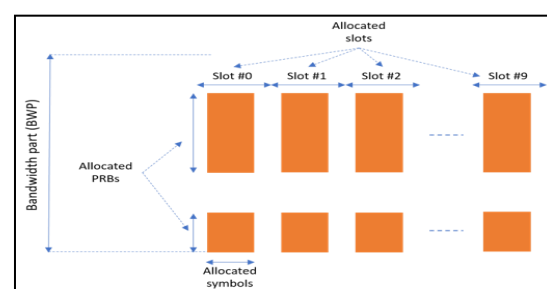 Allocated
slots
Slot #0
Slot #1
Slot #2
Slot #9
Bandwidth part (BWP)
Allocated
PRBs
Allocated
symbols